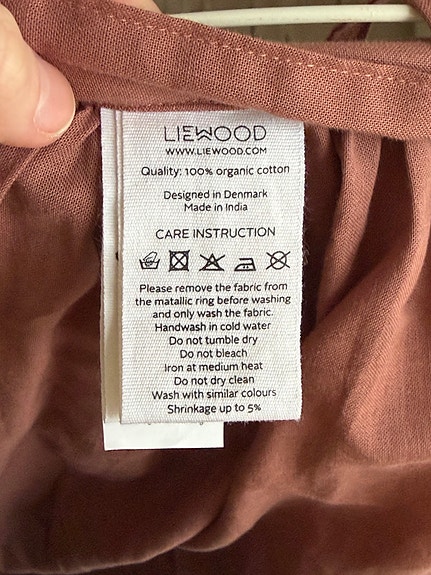 LIEWOOD
WWW.LIEWOOD.COM
Quality: 100% organic cotton
Designed in Denmark
Made in India
CARE INSTRUCTION
Please remove the fabric from
the matallic ring before washing
and only wash the fabric.
Handwash in cold water
Do not tumble dry
Do not bleach
Iron at medium heat
Do not dry clean
Wash with similar colours
Shrinkage up to 5%